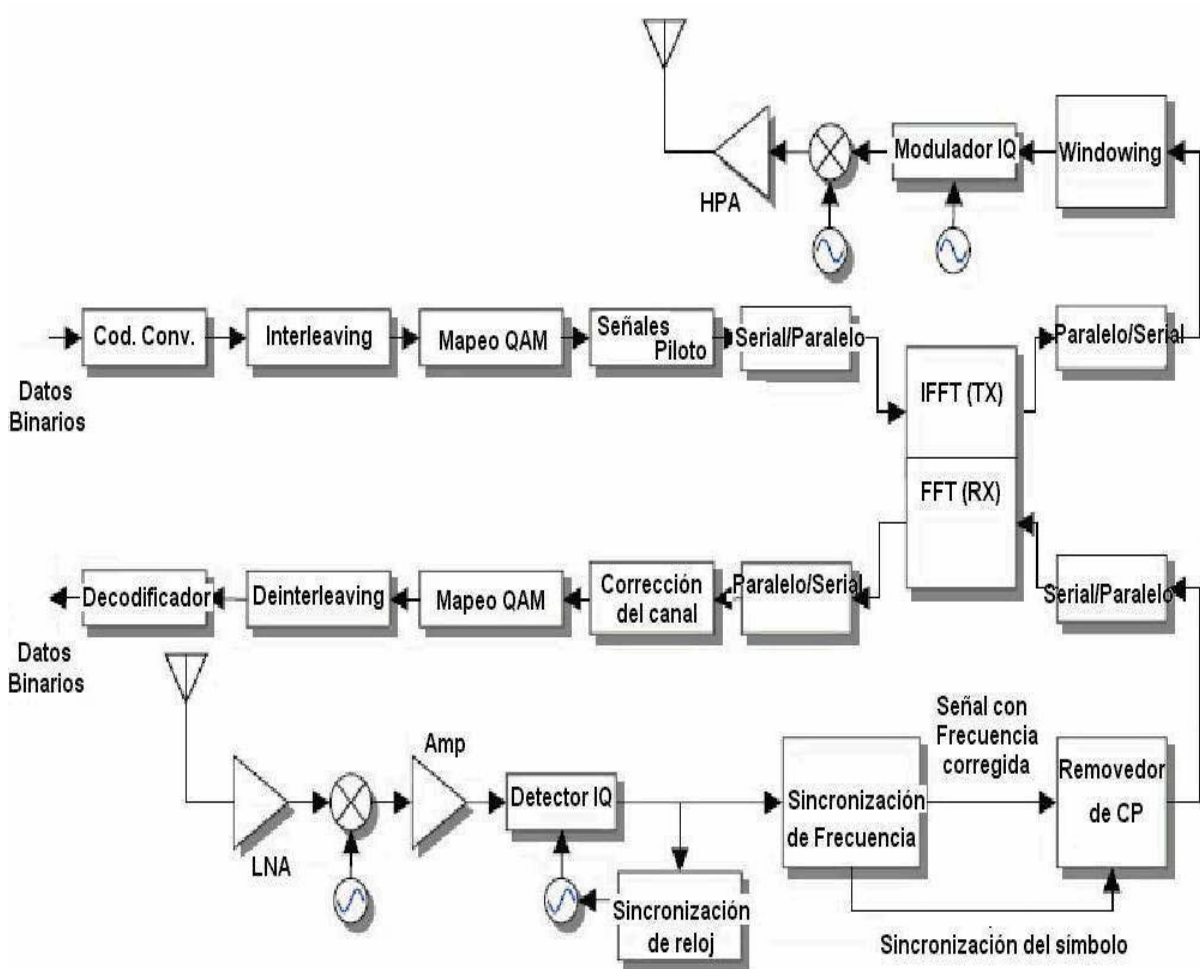 HPA
Modulador IQ
Windowing
Cod. Conv.
Interleaving
Mapeo QAM
Señales
Piloto
Serial/Paralelo
IFFT (TX)
Paralelo/Serial
Datos
Binarios
FFT (RX)
Decodificador
Deinterleaving
Mapeo QAM
Corrección
del canal
Paralelo/Serial
Serial/Paralelo
Datos
Binarios
LNA
Amp
Detector IQ
Sincronización
de reloj
Sincronización
de Frecuencia
Señal con
Frecuencia
corregida
Removedor
de CP
Sincronización del símbolo